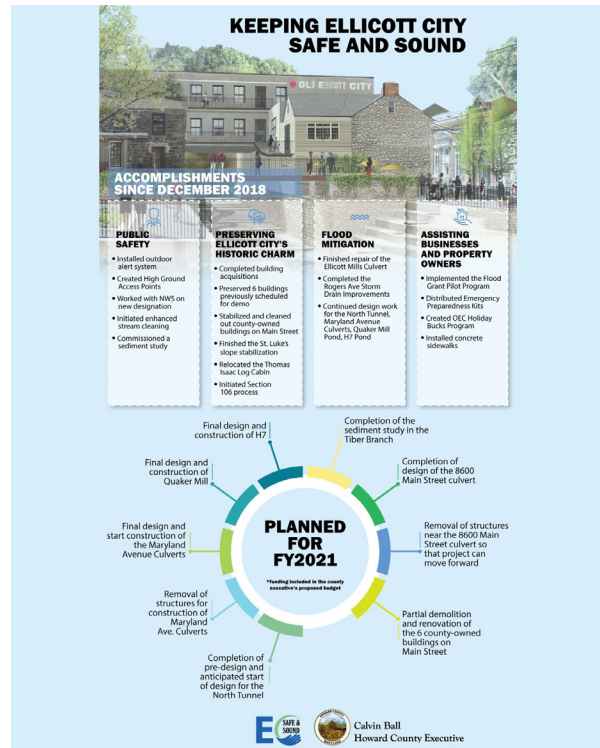 KEEPING ELLICOTT CITY
SAFE AND SOUND
OLD ELLICOTT CITY
ACCOMPLISHMENTS
SINCE DECEMBER 2018
PUBLIC
SAFETY
• Installed outdoor
alert system
• Created High Ground
Access Points
• Worked with NWS on
new designation
• Initiated enhanced
stream cleaning
• Commissioned a
sediment study
PRESERVING
ELLICOTT CITY'S
HISTORIC CHARM
• Completed building
acquisitions
• Preserved 6 buildings
previously scheduled
for demo
• Stabilized and cleaned
out county-owned
buildings on Main Street
• Finished the St. Luke's
slope stabilization
• Relocated the Thomas
Isaac Log Cabin
• Initiated Section
106 process
FLOOD
MITIGATION
• Finished repair of the
Ellicott Mills Culvert
• Completed the
Rogers Ave Storm
Drain Improvements
• Continued design work
for the North Tunnel,
Maryland Avenue
Culverts, Quaker Mill
Pond, H7 Pond
ASSISTING
BUSINESSES
AND PROPERTY
OWNERS
• Implemented the Flood
Grant Pilot Program
• Distributed Emergency
Preparedness Kits
• Created OEC Holiday
Bucks Program
• Installed concrete
sidewalks
Final design and
construction of H7
Completion of the
sediment study in the
Tiber Branch
Final design and
construction of
Quaker Mill
Completion of
design of the 8600
Main Street culvert
Final design and
start construction of
the Maryland
Avenue Culverts
PLANNED
FOR
FY2021
*funding included in the county
executive's proposed budget
Removal of structures
near the 8600 Main
Street culvert so
that project can
move forward
Removal of
structures for
construction of
Maryland
Ave. Culverts
Partial demolition
and renovation of
the 6 county-owned
buildings on
Main Street
Completion of
pre-design and
anticipated start
of design for the
North Tunnel
EC SAFE &
SOUND
Calvin Ball
Howard County Executive